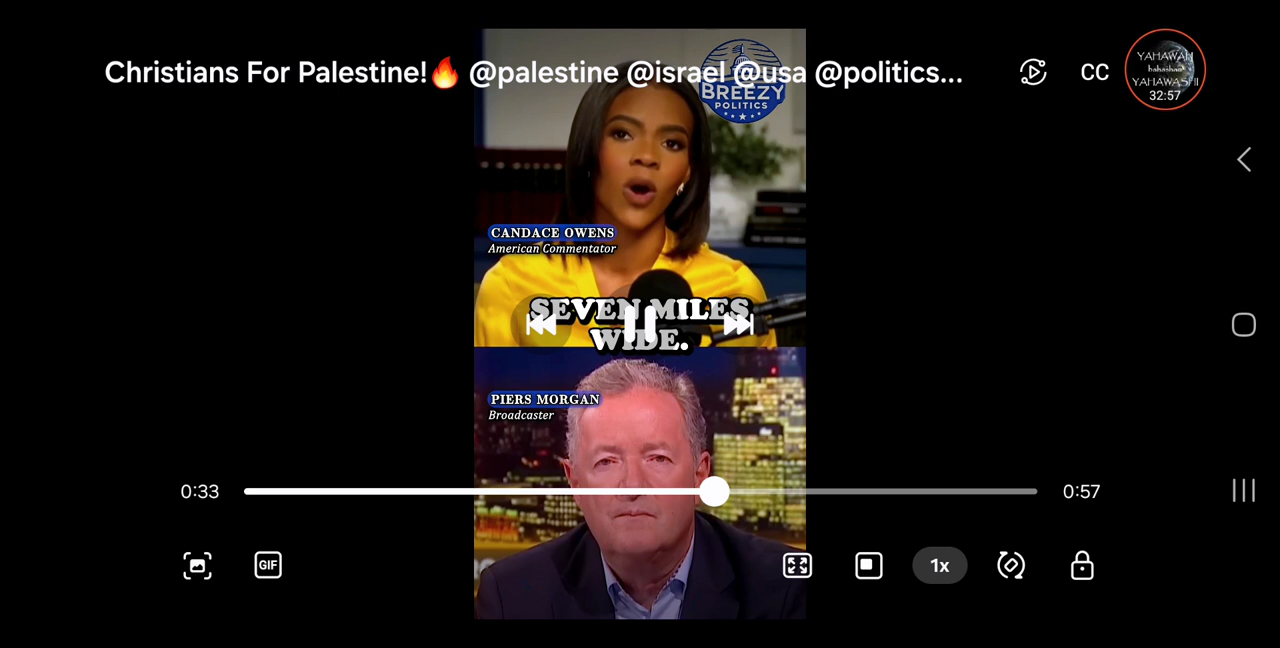 Christians For Palestine!🔥 @palestine @israel @usa @politics...
CC
YAHAWAH
bahasham
YAHAWASHI
32:57
BREEZY
POLITICS
CANDACE OWENS
American Commentator
SEVEN MILES
WIDE.
PIERS MORGAN
Broadcaster
0:33
0:57
GIF
1x